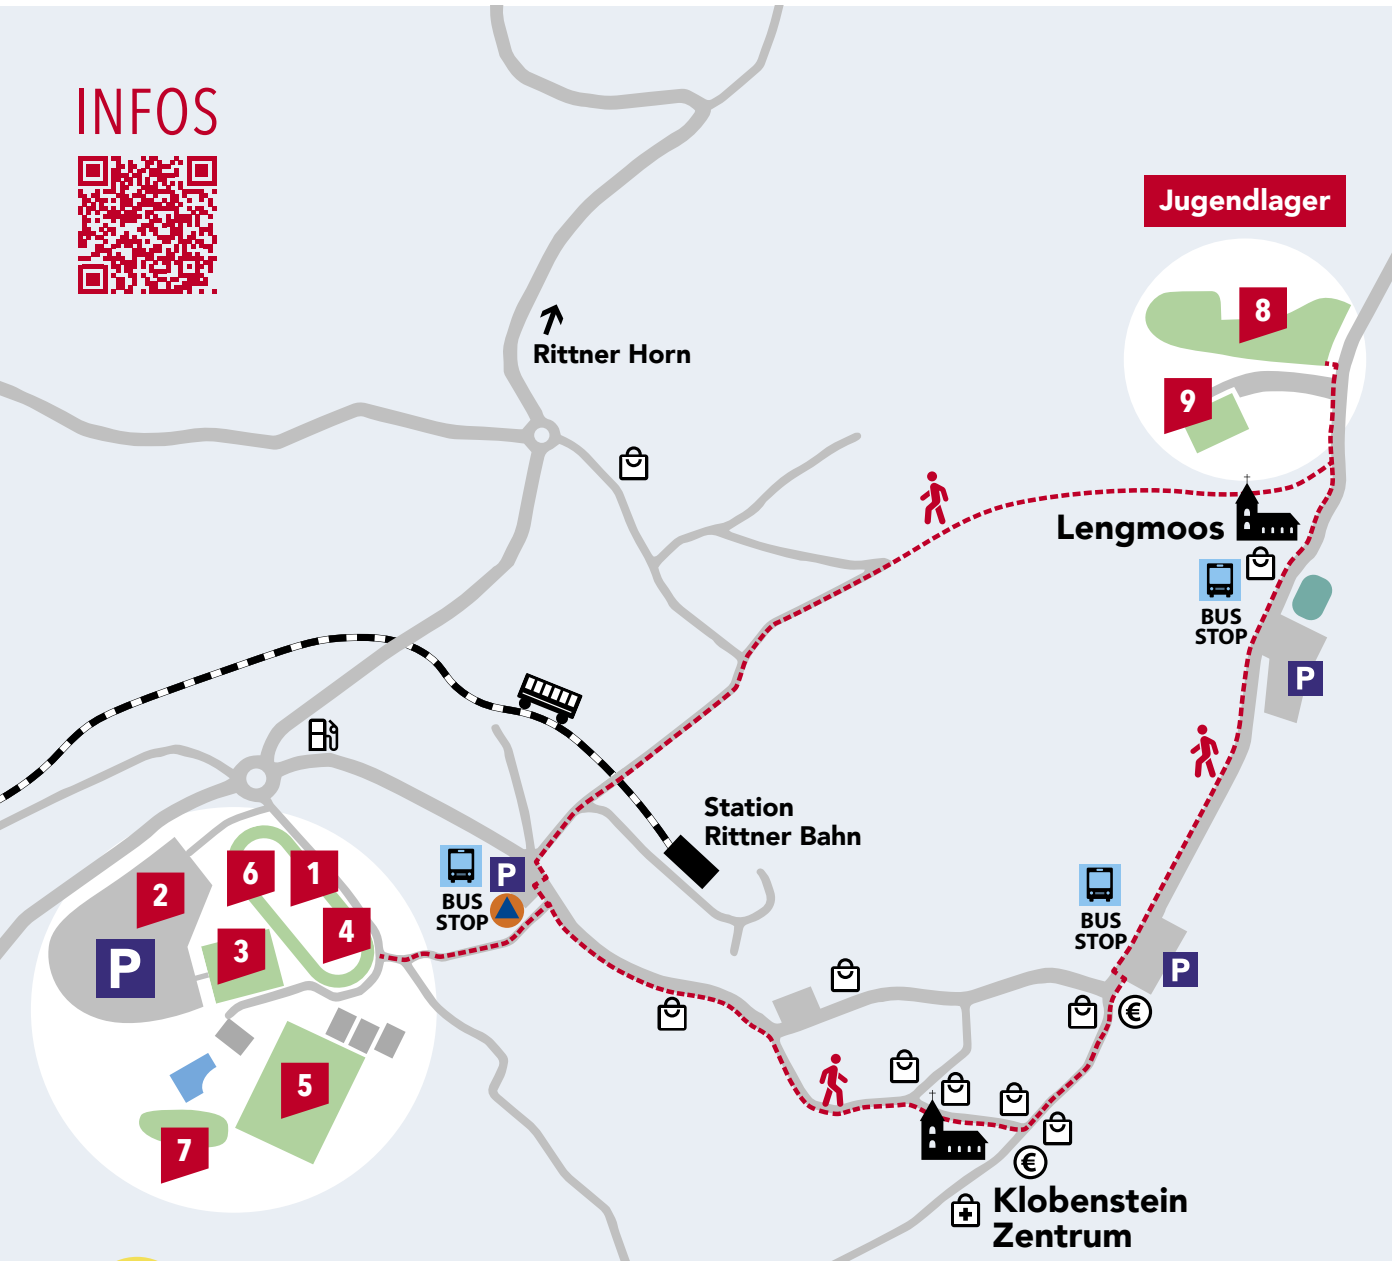 INFOS
Jugendlager
8
9
Rittner Horn
Lengmoos
BUS
STOP
P
Station
Rittner Bahn
BUS
STOP
P
6
1
2
4
3
P
5
7
BUS
STOP
P
€
€
Klobenstein
Zentrum